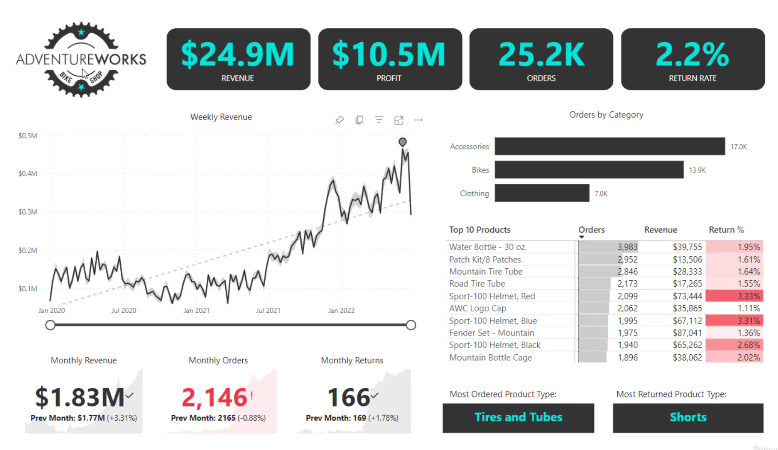 ADVENTUREWORKS
BIKE SHOP
$24.9M
REVENUE
$10.5M
PROFIT
25.2K
ORDERS
2.2%
RETURN RATE
Weekly Revenue
$0.5M
$0.4M
$0.3M
$0.2M
$0.1M
Jan 2020 Jul 2020 Jan 2021 Jul 2021 Jan 2022
Orders by Category
Accessories 17.0K
Bikes 13.9K
Clothing 7.0K
Top 10 Products Orders Revenue Return %
Water Bottle - 30 oz. 3,983 $39,755 1.95%
Patch Kit/8 Patches 2,952 $13,506 1.61%
Mountain Tire Tube 2,846 $28,333 1.64%
Road Tire Tube 2,173 $17,265 1.55%
Sport-100 Helmet, Red 2,099 $73,444 3.33%
AWC Logo Cap 2,062 $35,865 1.11%
Sport-100 Helmet, Blue 1,995 $67,112 3.31%
Fender Set - Mountain 1,975 $87,041 1.36%
Sport-100 Helmet, Black 1,940 $65,262 2.68%
Mountain Bottle Cage 1,896 $38,062 2.02%
Monthly Revenue
$1.83M
Prev Month: $1.77M (+3.31%)
Monthly Orders
2,146!
Prev Month: 2165 (-0.88%)
Monthly Returns
166
Prev Month: 169 (+1.78%)
Most Ordered Product Type:
Tires and Tubes
Most Returned Product Type:
Shorts